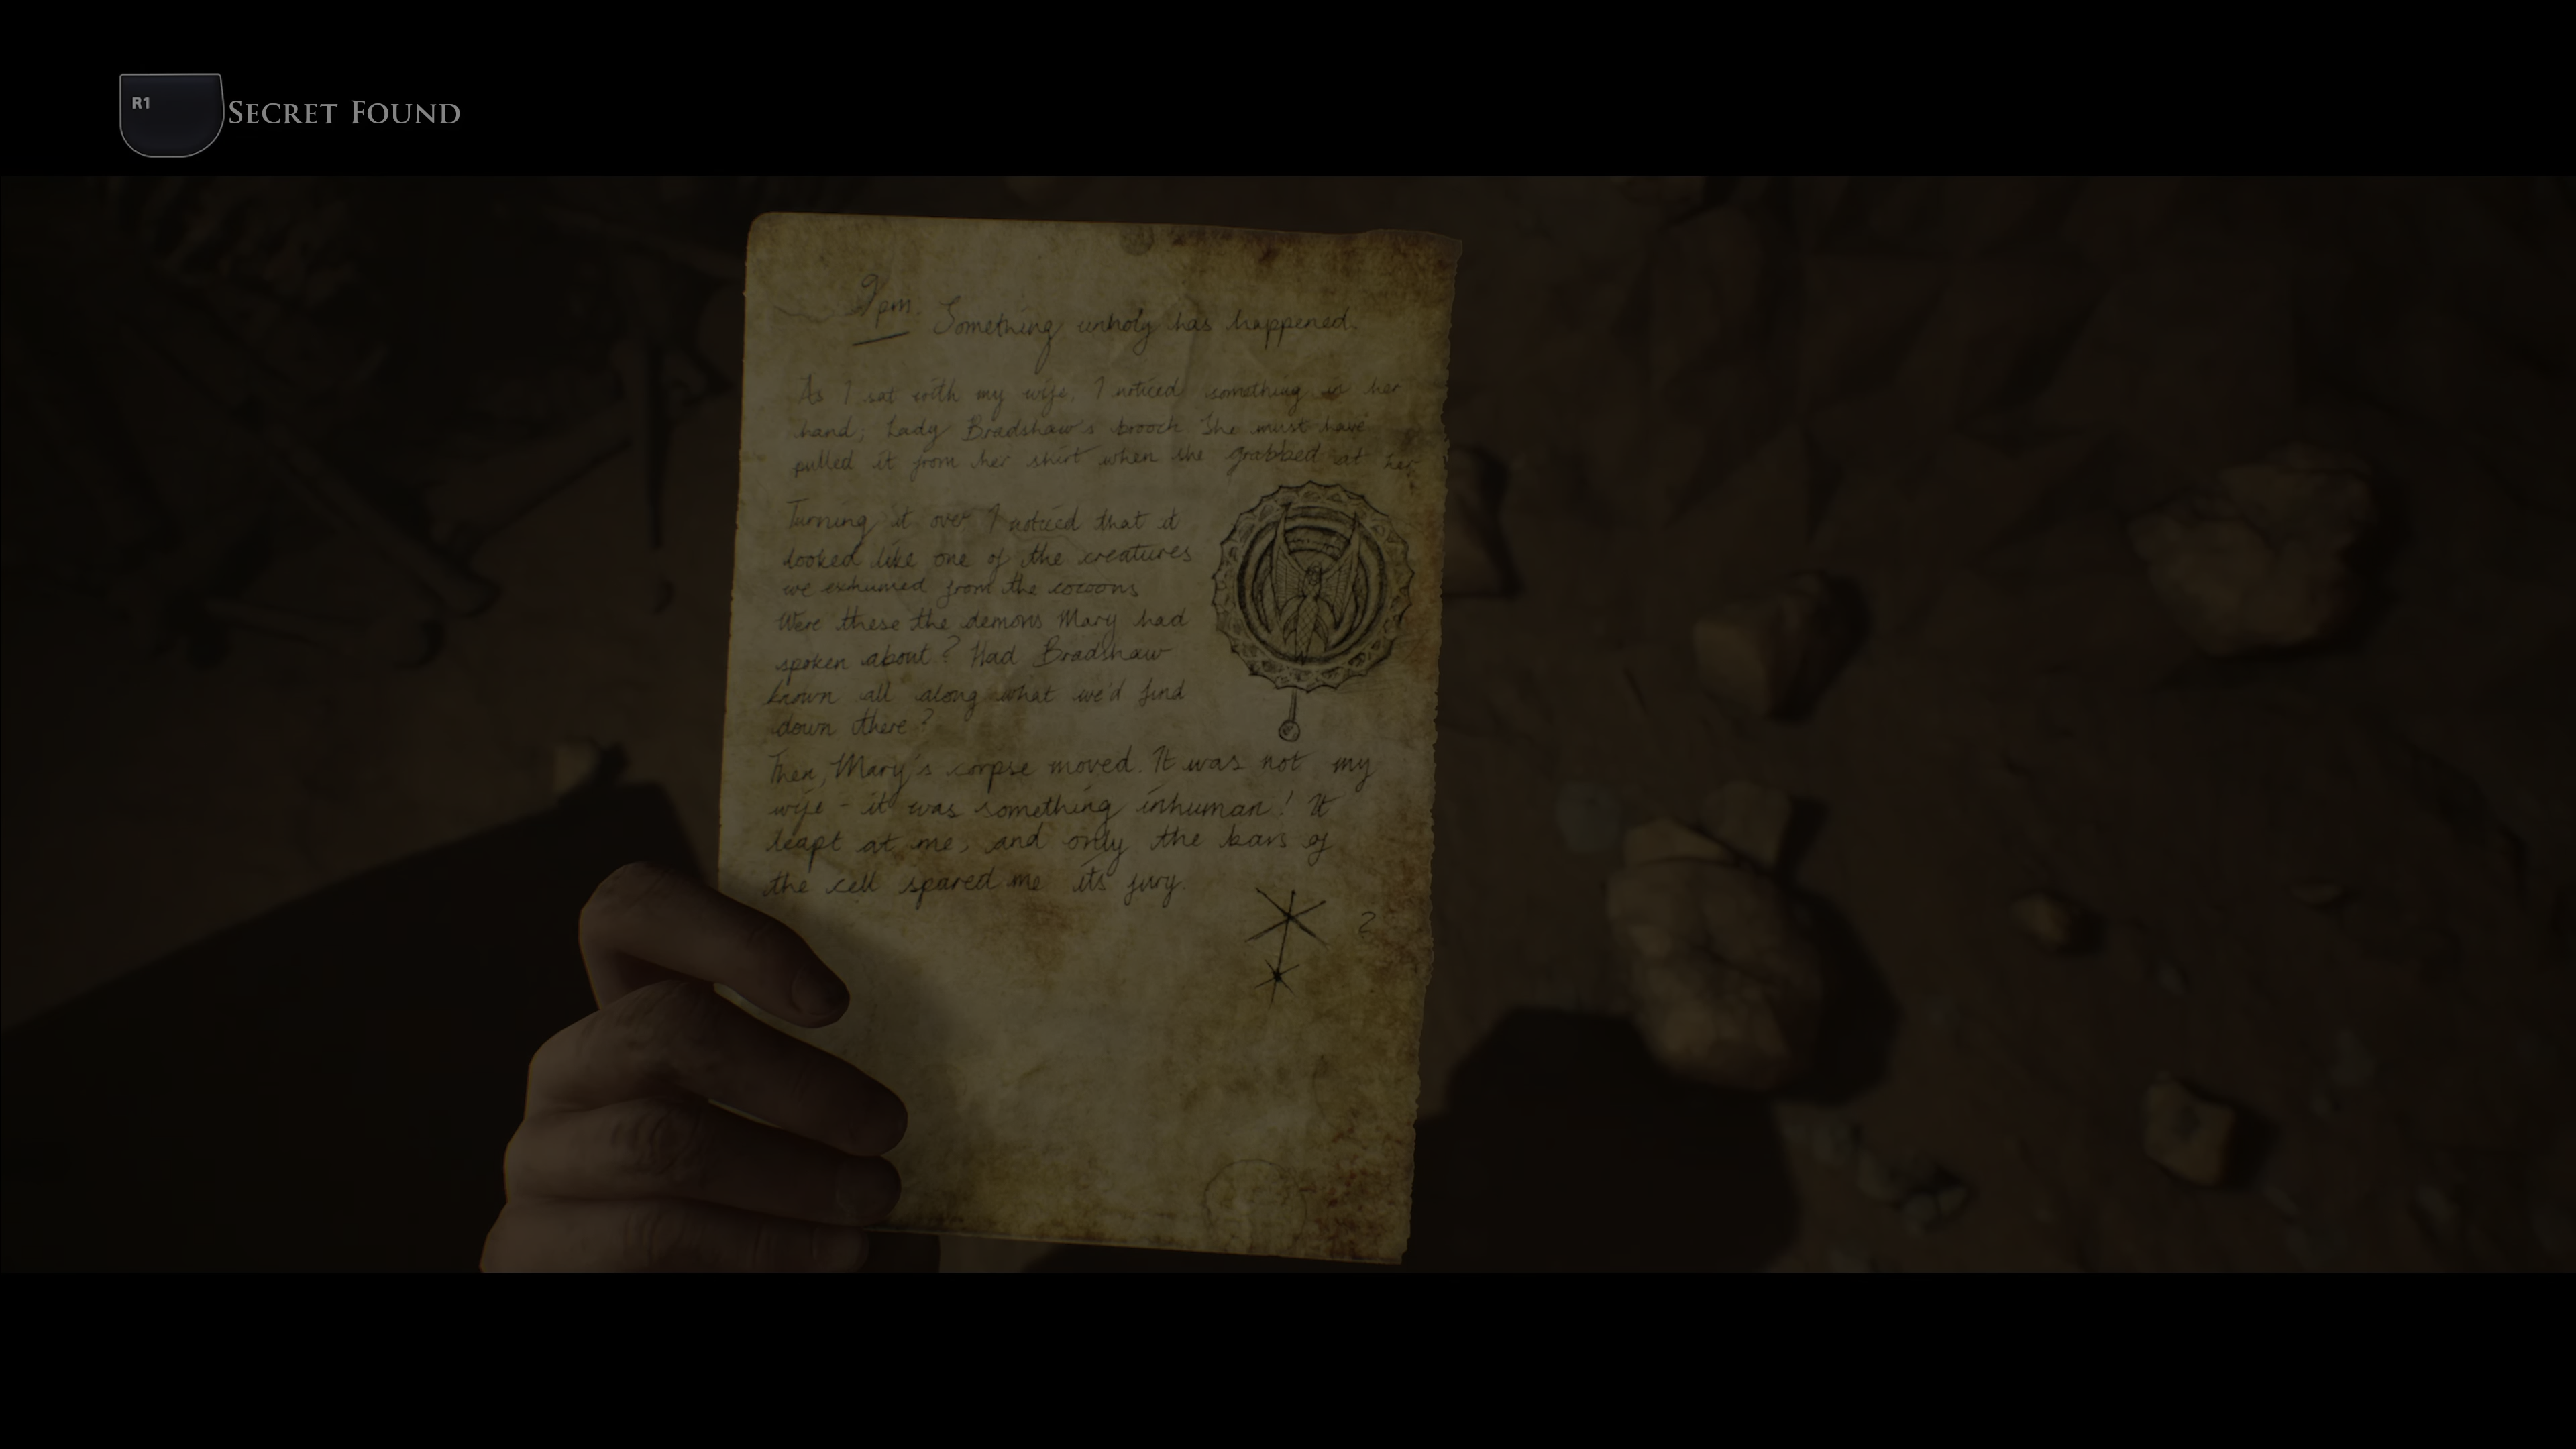 R1
SECRET FOUND
9pm. Something unholy has happened.
As I sat with my wife, I noticed something in her
hand; Lady Bradshaw's brooch. She must have
pulled it from her shirt when she grabbed at her
Turning it over I noticed that it
looked like one of the creatures
we exhumed from the cocoons
Were these the demons Mary had
spoken about? Had Bradshaw
known all along what we'd find
down there?
Then, Mary's corpse moved. It was not my
wife - it was something inhuman! It
leapt at me, and only the bars of
the cell spared me its fury.
?